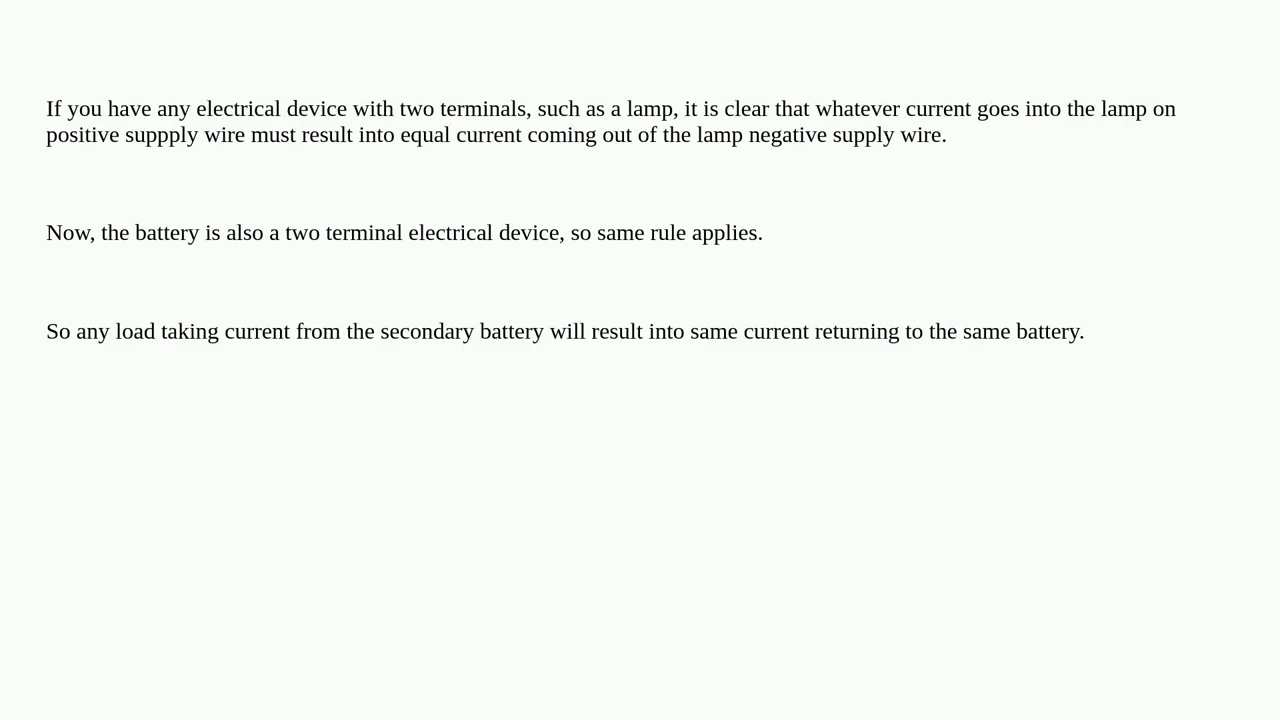 If you have any electrical device with two terminals, such as a lamp, it is clear that whatever current goes into the lamp on
positive suppply wire must result into equal current coming out of the lamp negative supply wire.
Now, the battery is also a two terminal electrical device, so same rule applies.
So any load taking current from the secondary battery will result into same current returning to the same battery.